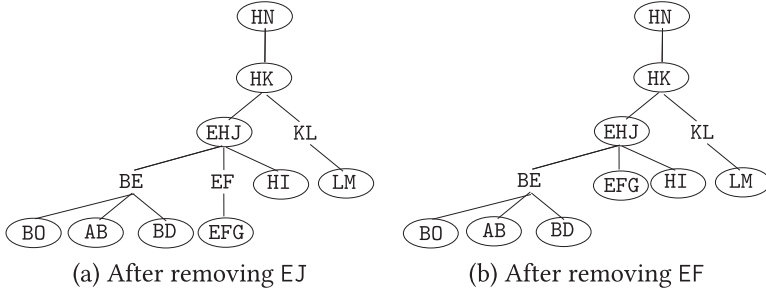 HN HN
HK HK
EHJ KL EHJ KL
BE EF HI LM BE EFG HI LM
BO AB BD EFG BO AB BD
(a) After removing EJ (b) After removing EF